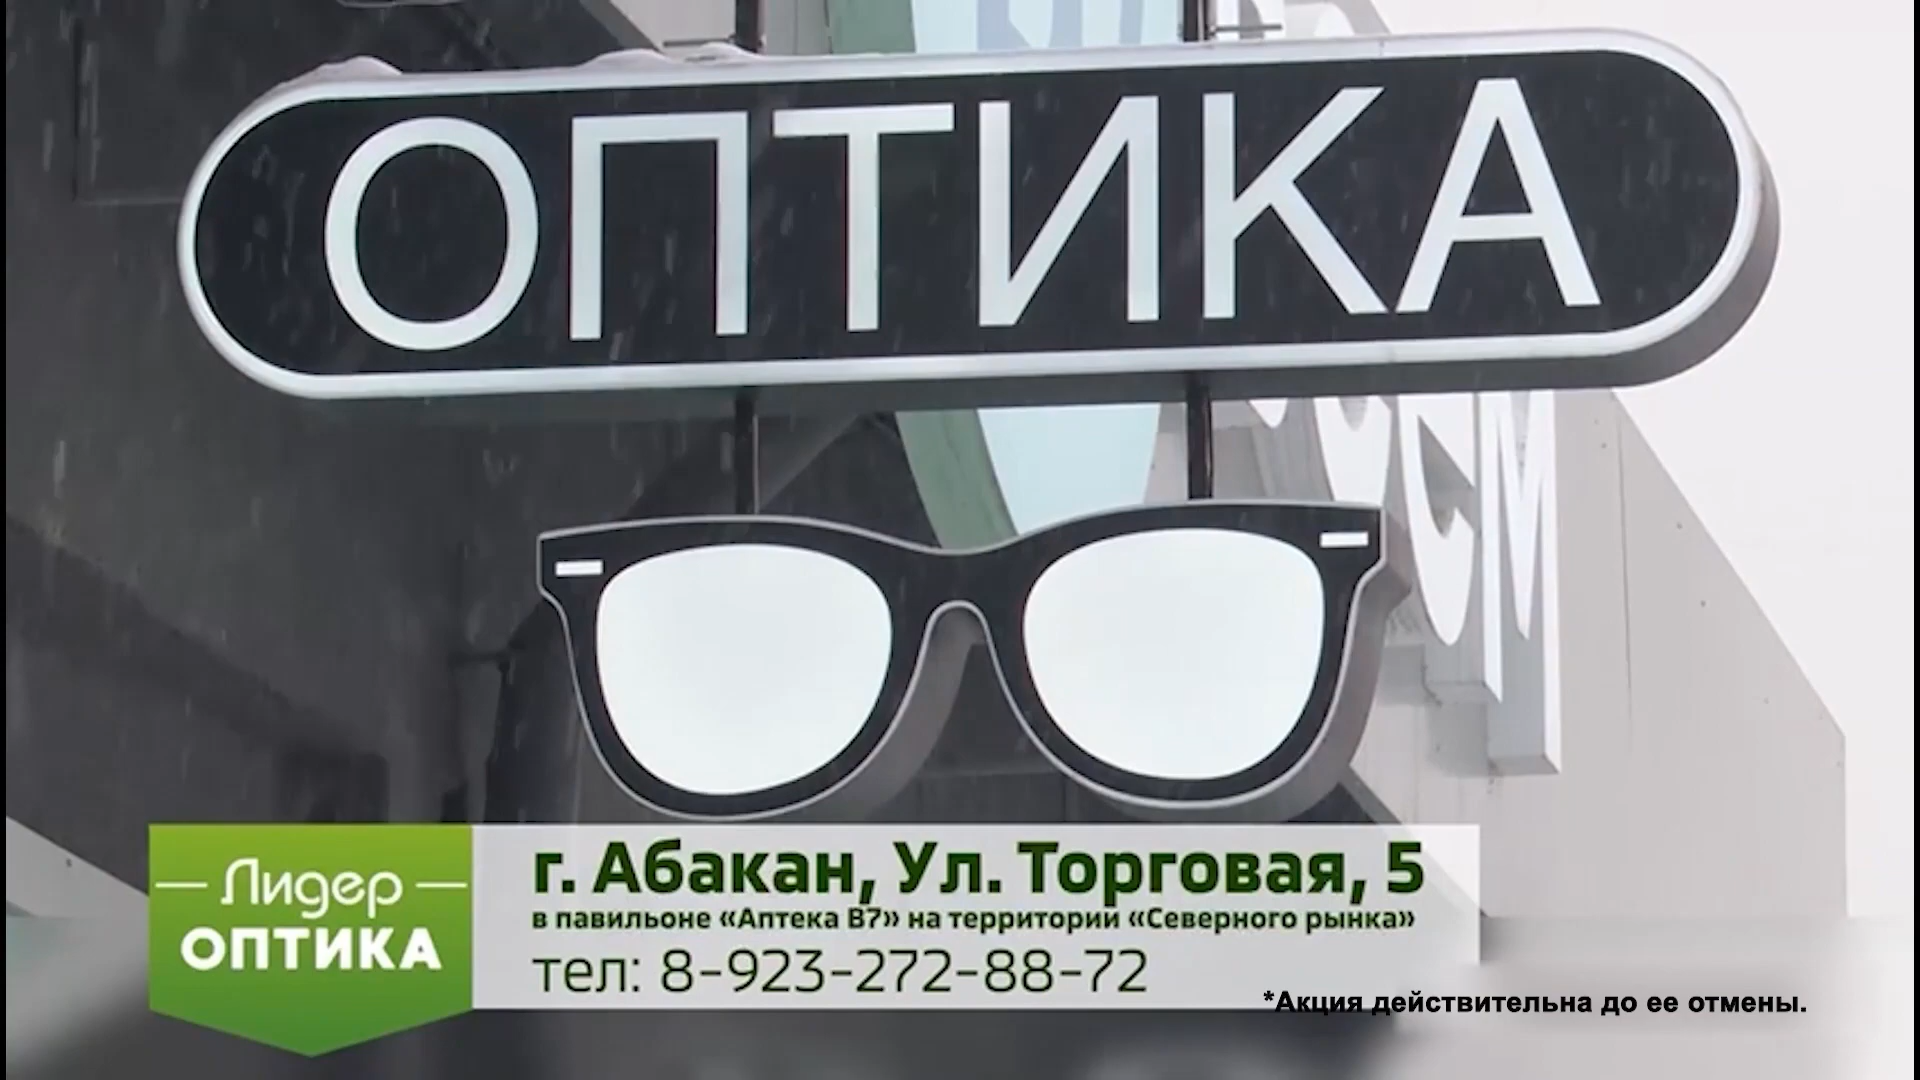 ОПТИКА
Лидер
ОПТИКА
г. Абакан, Ул. Торговая, 5
в павильоне «Аптека В7» на территории «Северного рынка»
тел: 8-923-272-88-72
*Акция действительна до ее отмены.